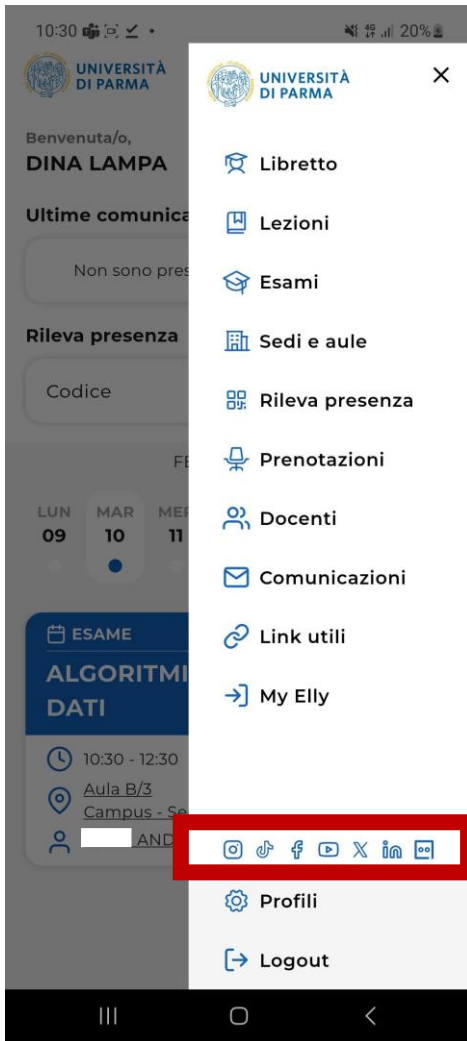 10:30
20%
UNIVERSITÀ
DI PARMA
Benvenuta/o,
DINA LAMPA
Ultime comunica
Non sono pres
Rileva presenza
Codice
FE
LUN MAR MER
09 10 11
ESAME
ALGORITMI
DATI
10:30 - 12:30
Aula B/3
Campus - Se
AND
UNIVERSITÀ
DI PARMA
Libretto
Lezioni
Esami
Sedi e aule
Rileva presenza
Prenotazioni
Docenti
Comunicazioni
Link utili
My Elly
Profili
Logout